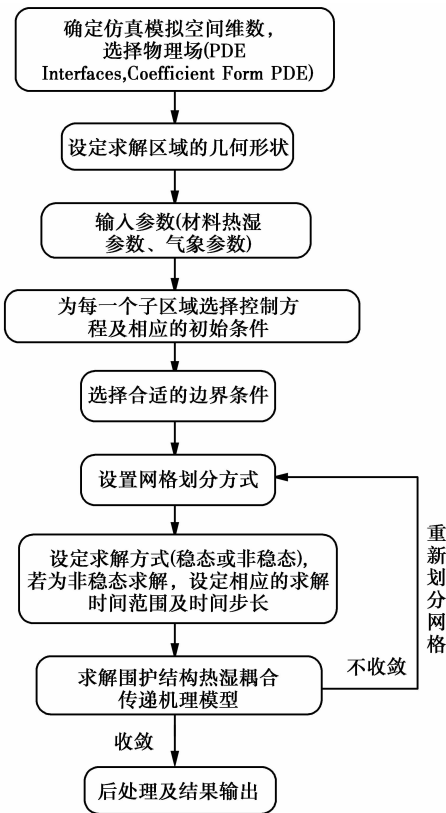 确定仿真模拟空间维数，
选择物理场(PDE
Interfaces,Coefficient Form PDE)
设定求解区域的几何形状
输入参数(材料热湿
参数、气象参数)
为每一个子区域选择控制方
程及相应的初始条件
选择合适的边界条件
设置网格划分方式
设定求解方式(稳态或非稳态),
若为非稳态求解，设定相应的求解
时间范围及时间步长
求解围护结构热湿耦合
传递机理模型
不收敛
重新划分网格
收敛
后处理及结果输出